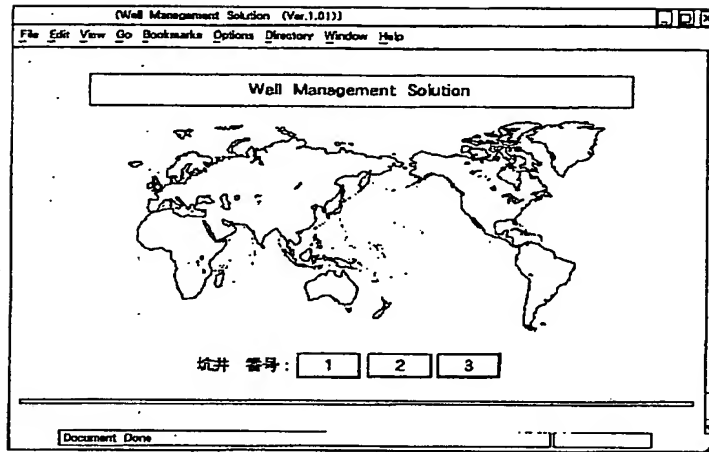 (Well Management Solution (Ver.1.01)]
File Edit View Go Bookmarks Options Directory Window Help
Well Management Solution
坑井 番号: 1 2 3
Document Done